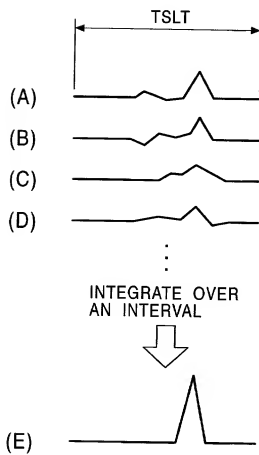 TSLT
(A)
(B)
(C)
(D)
INTEGRATE OVER
AN INTERVAL
(E)